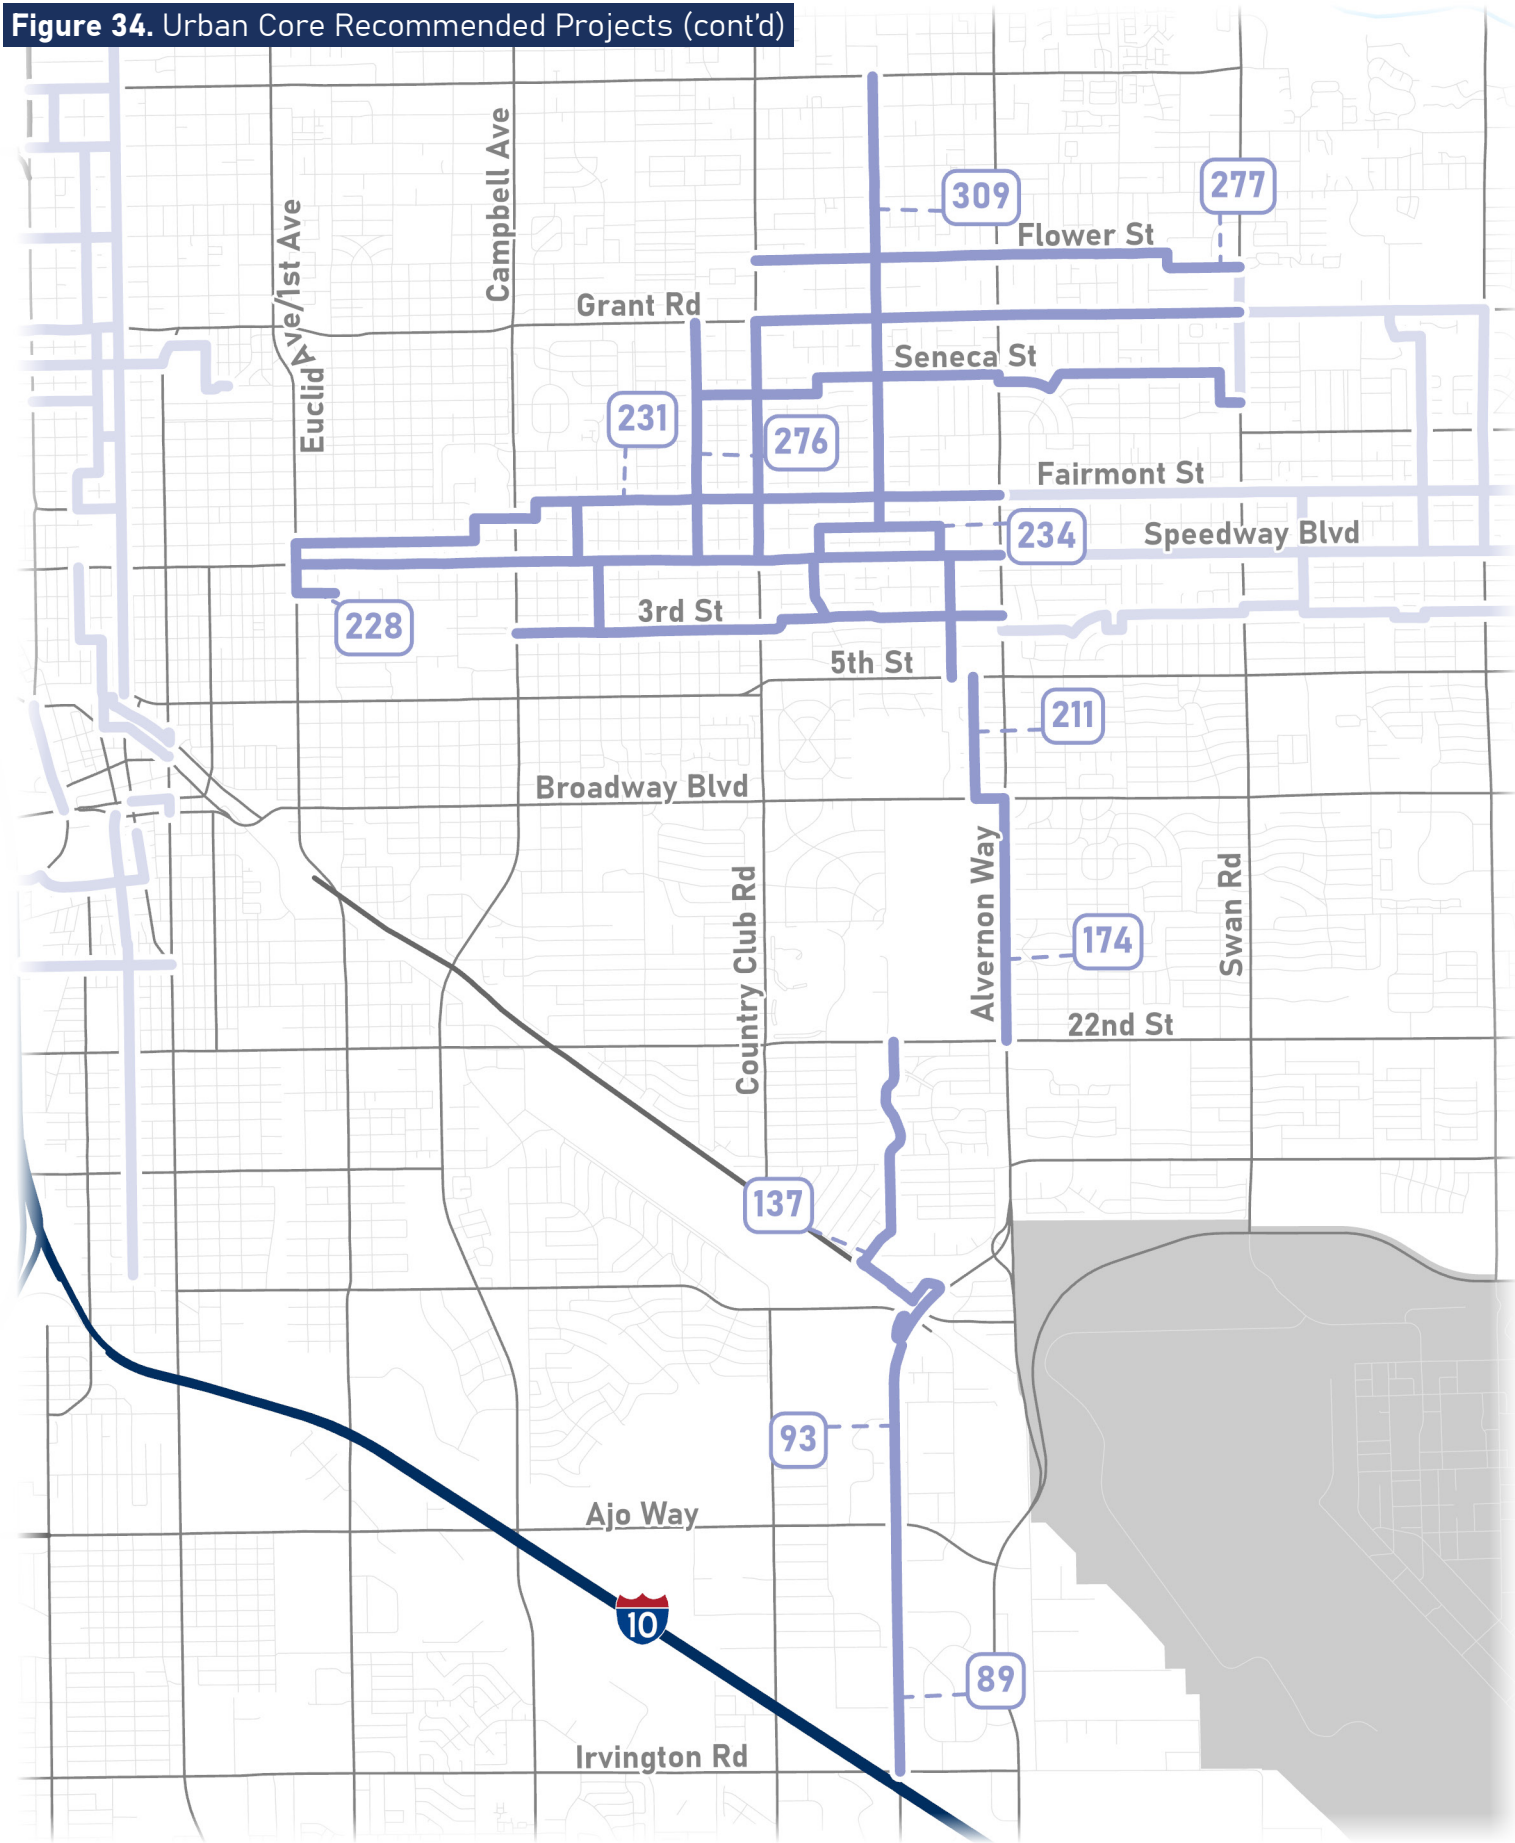 Figure 34. Urban Core Recommended Projects (cont'd)
Campbell Ave
277
309
Euclid Ave/1st Ave
Flower St
Grant Rd
Seneca St
231
276
Fairmont St
234
Speedway Blvd
3rd St
228
5th St
211
Broadway Blvd
Country Club Rd
Alvernon Way
Swan Rd
174
22nd St
137
93
Ajo Way
10
89
Irvington Rd